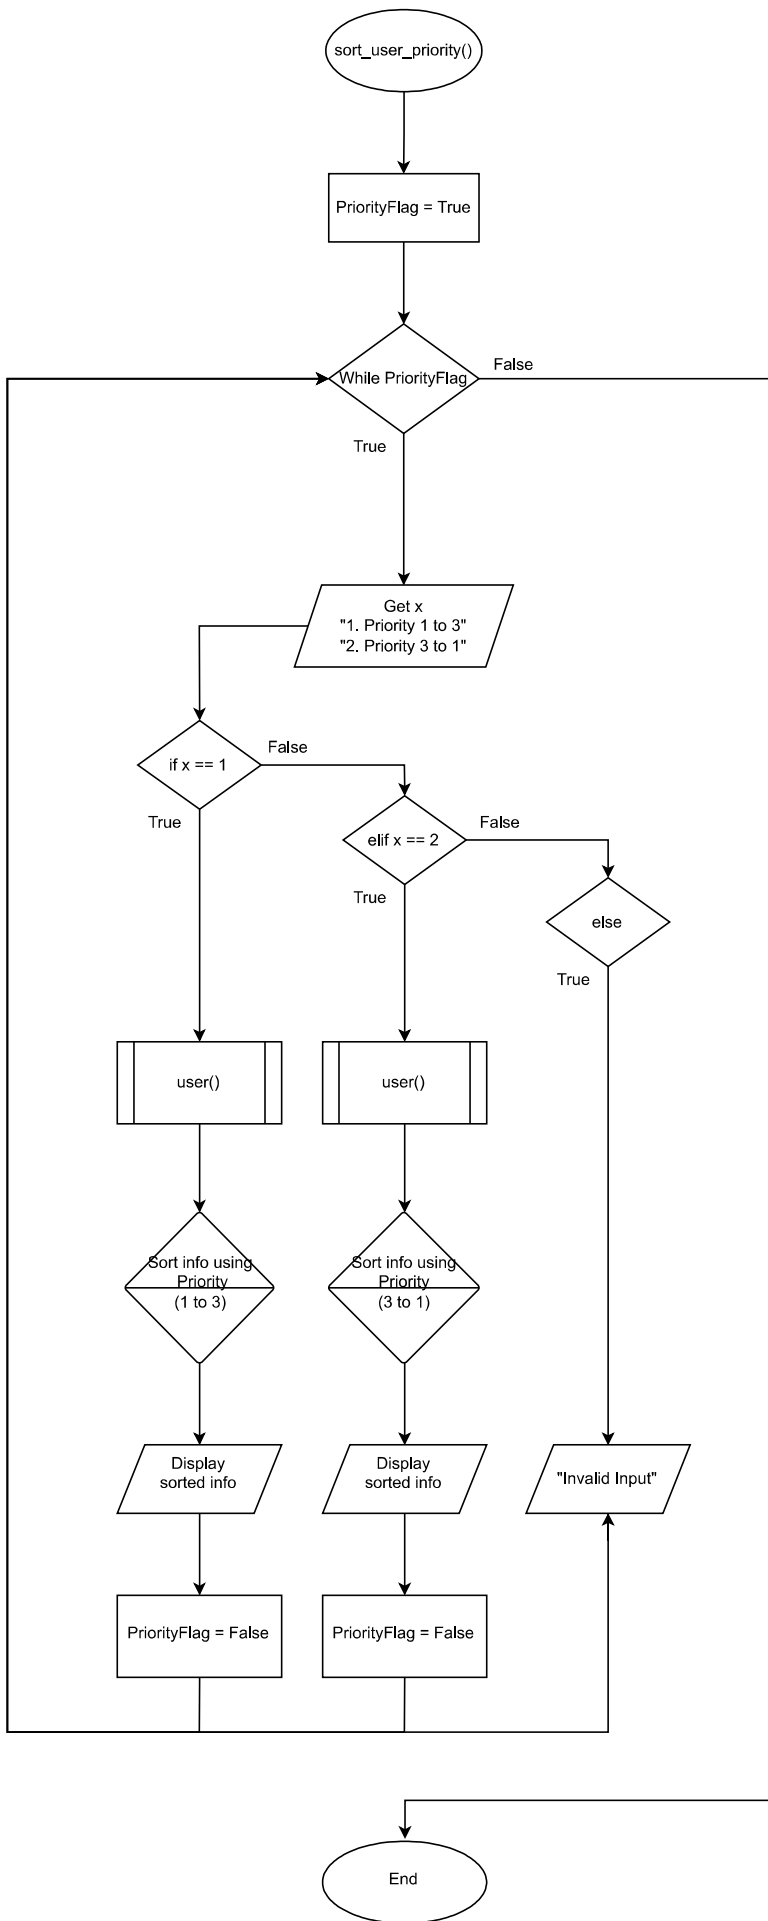 sort_user_priority()
PriorityFlag = True
While PriorityFlag
False
True
Get x
"1. Priority 1 to 3"
"2. Priority 3 to 1"
if x == 1
False
True
elif x == 2
False
True
else
True
user()
user()
Sort info using
Priority
(1 to 3)
Sort info using
Priority
(3 to 1)
Display
sorted info
Display
sorted info
"Invalid Input"
PriorityFlag = False
PriorityFlag = False
End